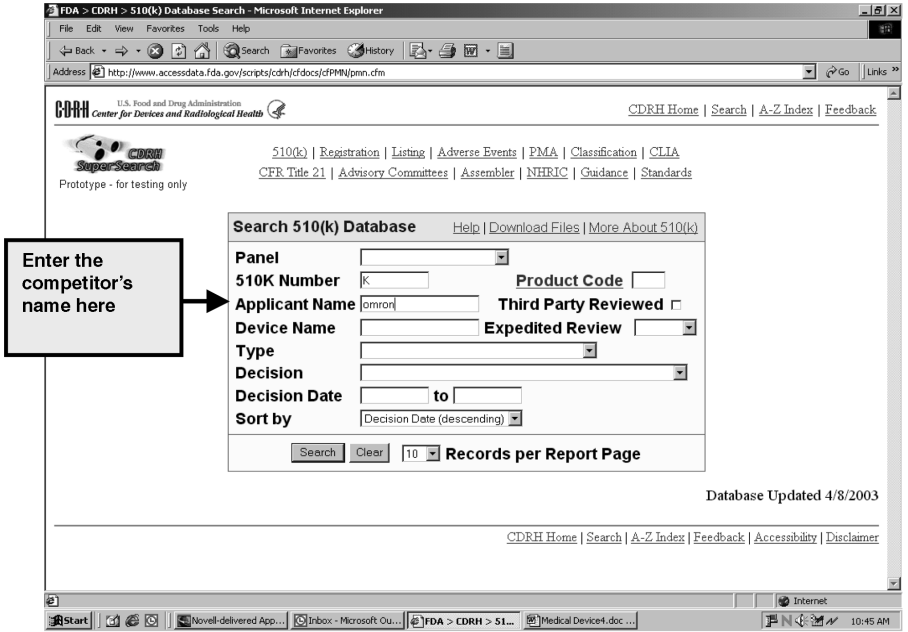 FDA > CDRH > 510(k) Database Search - Microsoft Internet Explorer
File Edit View Favorites Tools Help
Back Search Favorites History
Address http://www.accessdata.fda.gov/scripts/cdrh/cfdocs/cfPMN/pmn.cfm Go Links »
CDRH U.S. Food and Drug Administration
Center for Devices and Radiological Health
CDRH Home | Search | A-Z Index | Feedback
CDRH
SuperSearch
Prototype - for testing only
510(k) | Registration | Listing | Adverse Events | PMA | Classification | CLIA
CFR Title 21 | Advisory Committees | Assembler | NHRIC | Guidance | Standards
Search 510(k) Database Help | Download Files | More About 510(k)
Enter the
competitor's
name here
Panel
510K Number K Product Code
Applicant Name omron Third Party Reviewed
Device Name Expedited Review
Type
Decision
Decision Date to
Sort by Decision Date (descending)
Search Clear 10 Records per Report Page
Database Updated 4/8/2003
CDRH Home | Search | A-Z Index | Feedback | Accessibility | Disclaimer
Internet
Start Novell-delivered App... Inbox - Microsoft Ou... FDA > CDRH > 51... Medical Device4.doc ... 10:45 AM